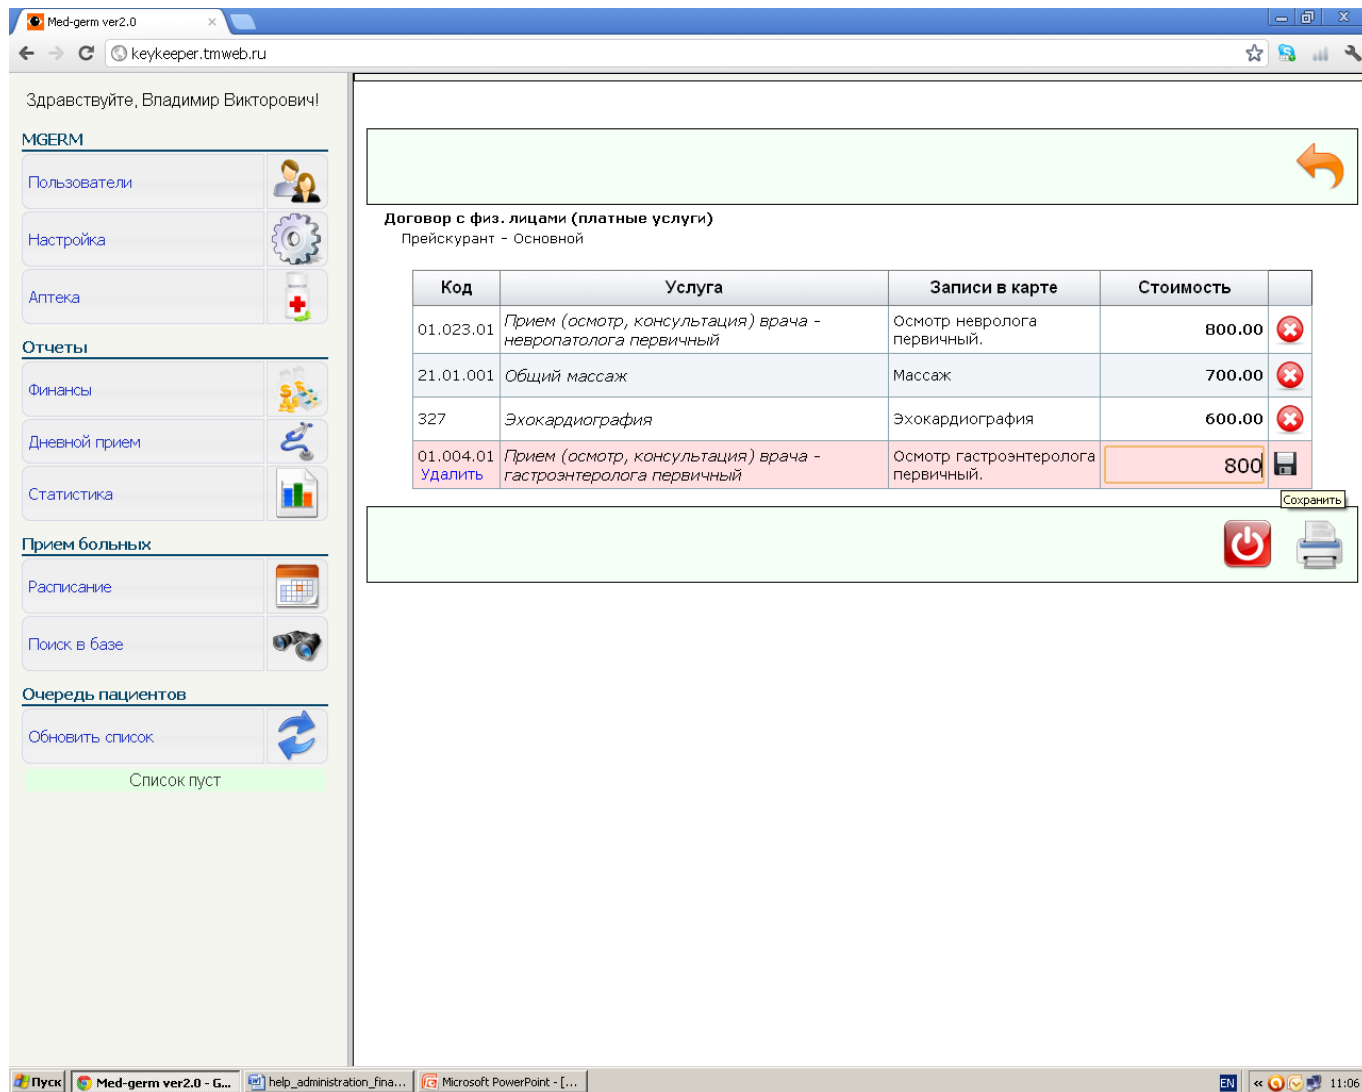 Med-germ ver2.0
keykeeper.tmweb.ru
Здравствуйте, Владимир Викторович!
MGERM
Пользователи
Настройка
Аптека
Отчеты
Финансы
Дневной прием
Статистика
Прием больных
Расписание
Поиск в базе
Очередь пациентов
Обновить список
Список пуст
Договор с физ. лицами (платные услуги)
Прейскурант - Основной
Код Услуга Записи в карте Стоимость
01.023.01 Прием (осмотр, консультация) врача - Осмотр невролога 800.00
невропатолога первичный первичный.
21.01.001 Общий массаж Массаж 700.00
327 Эхокардиография Эхокардиография 600.00
01.004.01 Прием (осмотр, консультация) врача - Осмотр гастроэнтеролога 800
Удалить гастроэнтеролога первичный первичный.
Сохранить
Пуск Med-germ ver2.0 - G... help_administration_fina... Microsoft PowerPoint - [... EN « 11:06